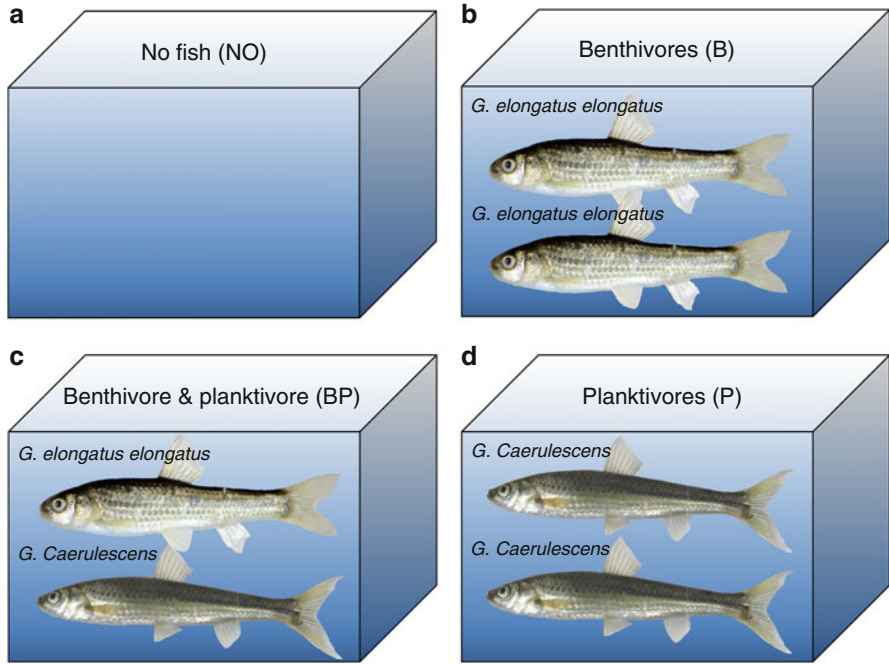 a
No fish (NO)
b
Benthivores (B)
G. elongatus elongatus
G. elongatus elongatus
c
Benthivore & planktivore (BP)
G. elongatus elongatus
G. Caerulescens
d
Planktivores (P)
G. Caerulescens
G. Caerulescens